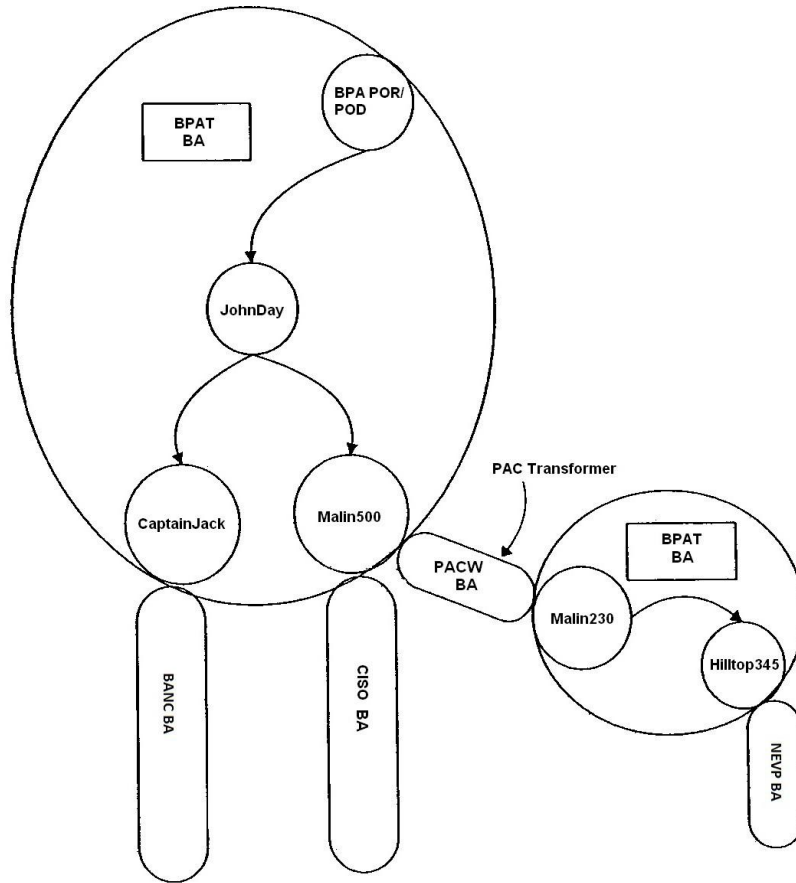 BPA POR/
POD
BPAT
BA
JohnDay
CaptainJack
Malin500
PAC Transformer
PACW
BA
BPAT
BA
Malin230
Hilltop345
BANC BA
CISO BA
NEVP BA